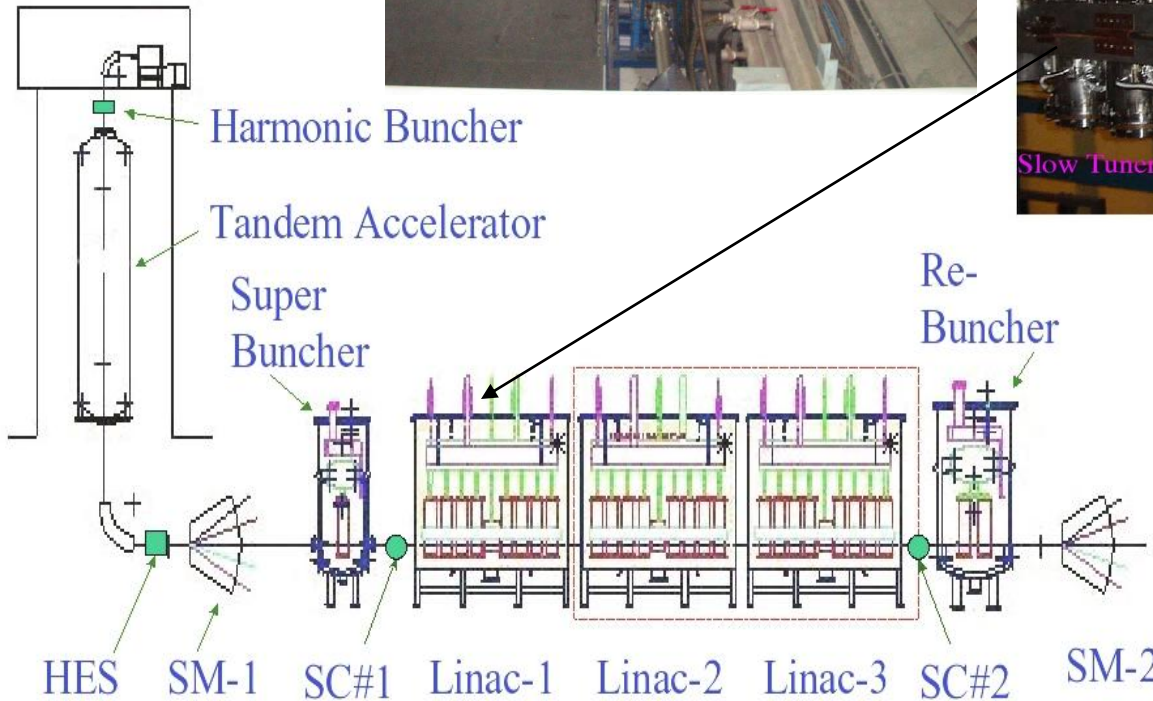 Harmonic Buncher
Slow Tuner
Tandem Accelerator
Super
Buncher
Re-
Buncher
HES
SM-1
SC#1
Linac-1
Linac-2
Linac-3
SC#2
SM-2